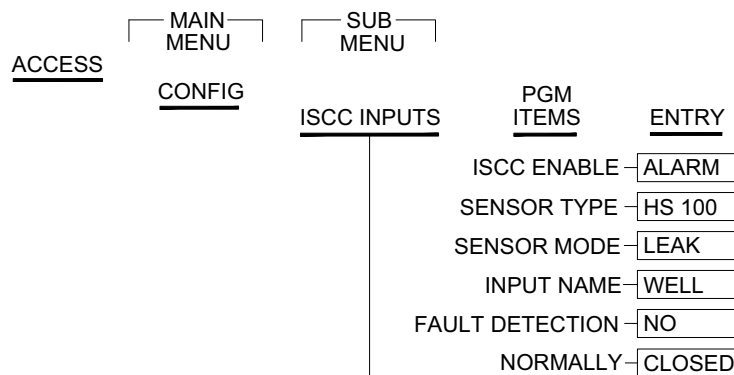 MAIN
MENU
SUB
MENU
ACCESS
CONFIG
ISCC INPUTS
PGM
ITEMS
ENTRY
ISCC ENABLE ALARM
SENSOR TYPE HS 100
SENSOR MODE LEAK
INPUT NAME WELL
FAULT DETECTION NO
NORMALLY CLOSED